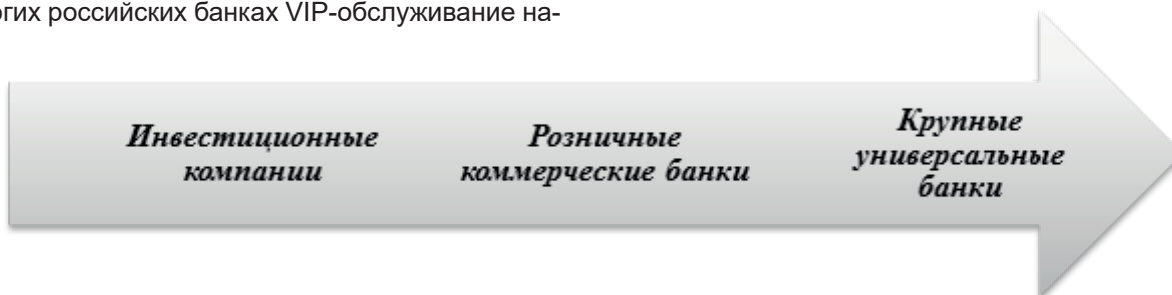 огих российских банках VIP-обслуживание на-
Инвестиционные
компании
Розничные
коммерческие банки
Крупные
универсальные
банки